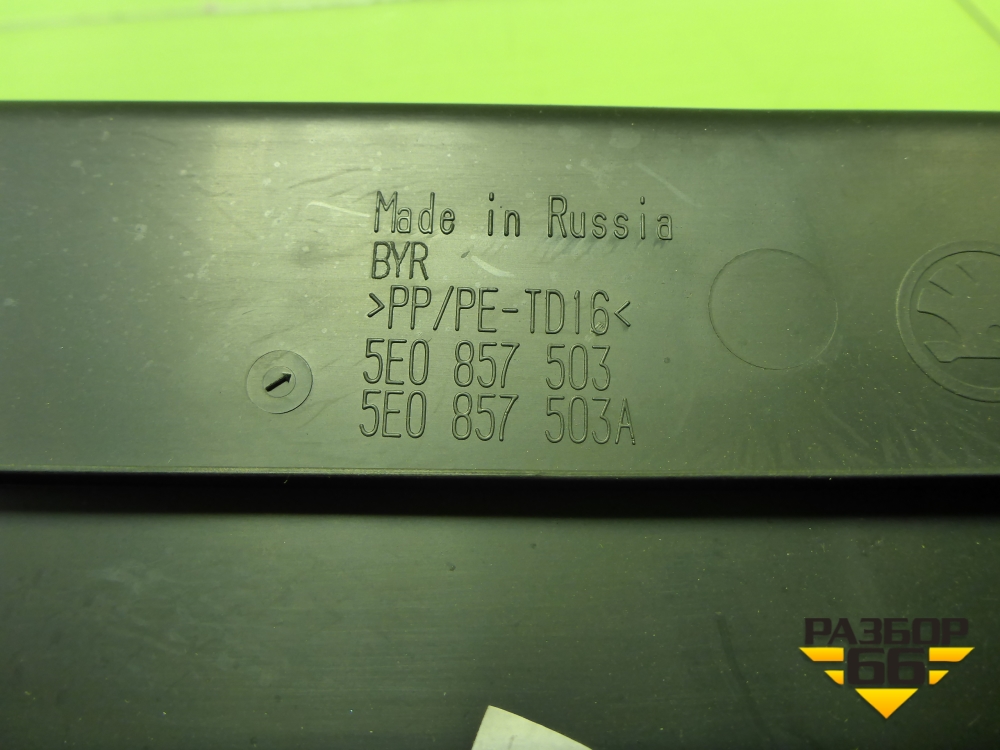 Made in Russia
BYR
>PP/PE-TD16<
5E0 857 503
5E0 857 503A
РАЗБОР
66